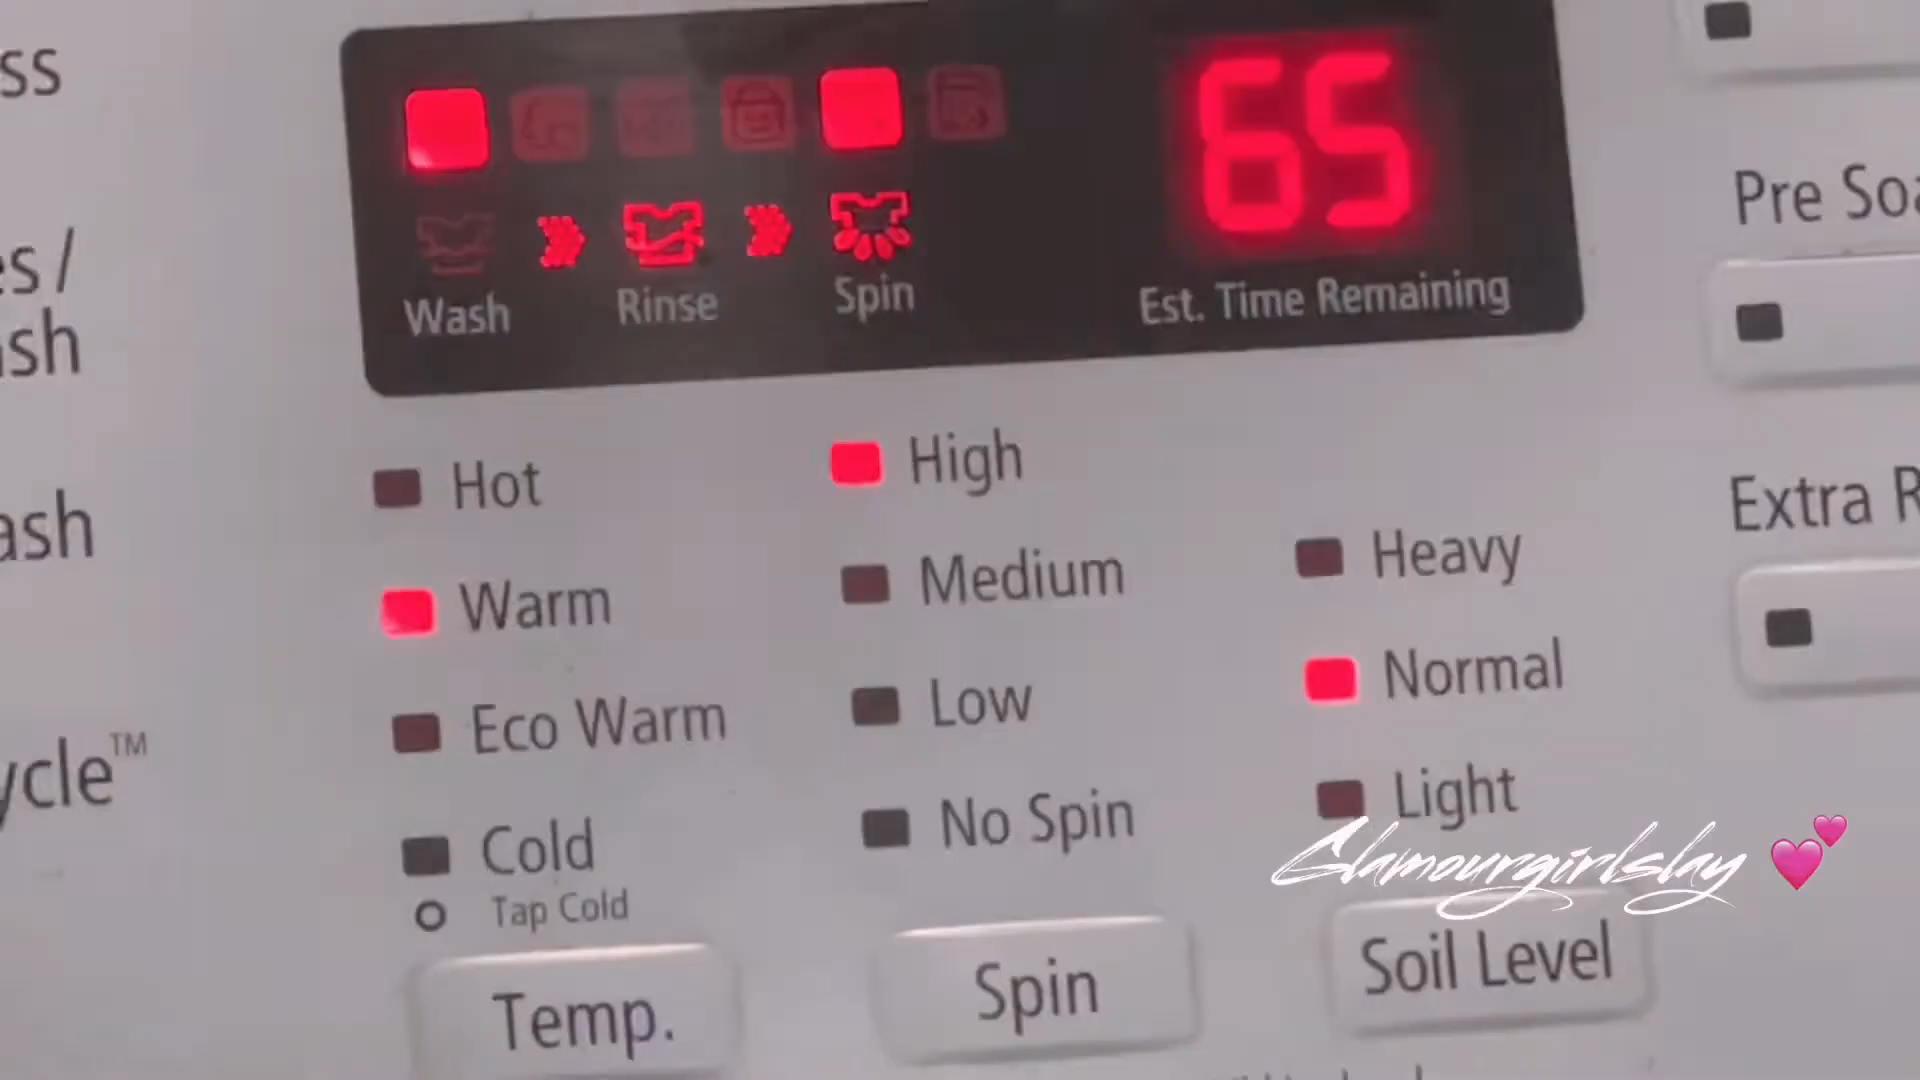 ss
65
Wash
Rinse
Spin
Est. Time Remaining
Pre Soa
es /
ash
Hot
High
Extra R
ash
Warm
Medium
Heavy
Eco Warm
Low
Normal
ycle™
Cold
No Spin
Light
Tap Cold
Glamourgirlslay 💕
Temp.
Spin
Soil Level